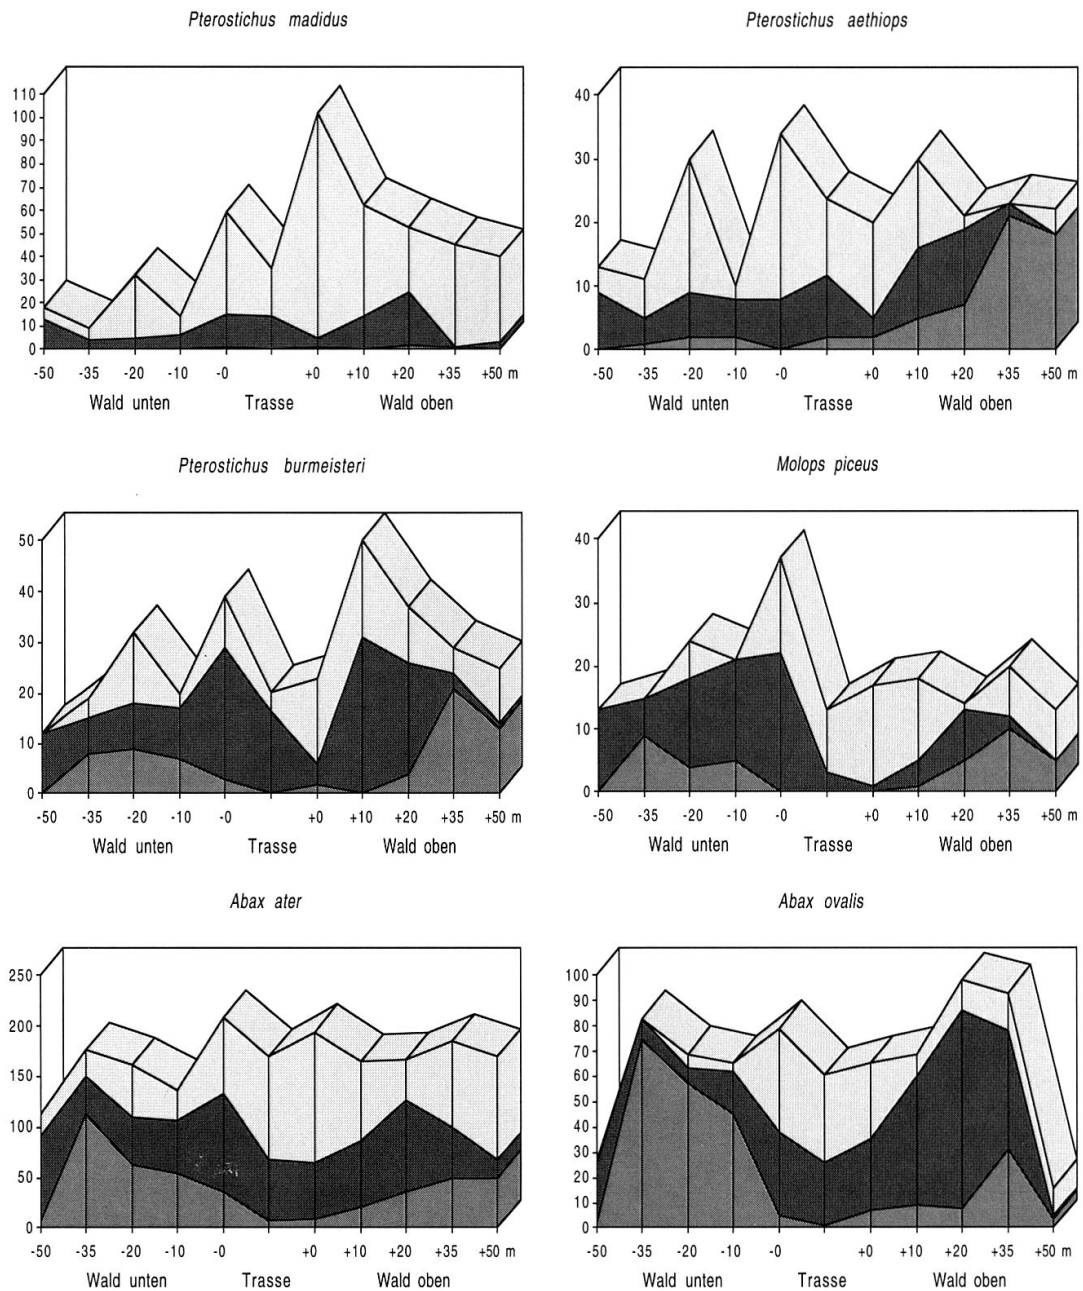 Pterostichus madidus
110
100
90
80
70
60
50
40
30
20
10
0
-50 -35 -20 -10 -0 +0 +10 +20 +35 +50 m
Wald unten Trasse Wald oben
Pterostichus aethiops
40
30
20
10
0
-50 -35 -20 -10 -0 +0 +10 +20 +35 +50 m
Wald unten Trasse Wald oben
Pterostichus burmeisteri
50
40
30
20
10
0
-50 -35 -20 -10 -0 +0 +10 +20 +35 +50 m
Wald unten Trasse Wald oben
Molops piceus
40
30
20
10
0
-50 -35 -20 -10 -0 +0 +10 +20 +35 +50 m
Wald unten Trasse Wald oben
Abax ater
250
200
150
100
50
0
-50 -35 -20 -10 -0 +0 +10 +20 +35 +50 m
Wald unten Trasse Wald oben
Abax ovalis
100
90
80
70
60
50
40
30
20
10
0
-50 -35 -20 -10 -0 +0 +10 +20 +35 +50 m
Wald unten Trasse Wald oben